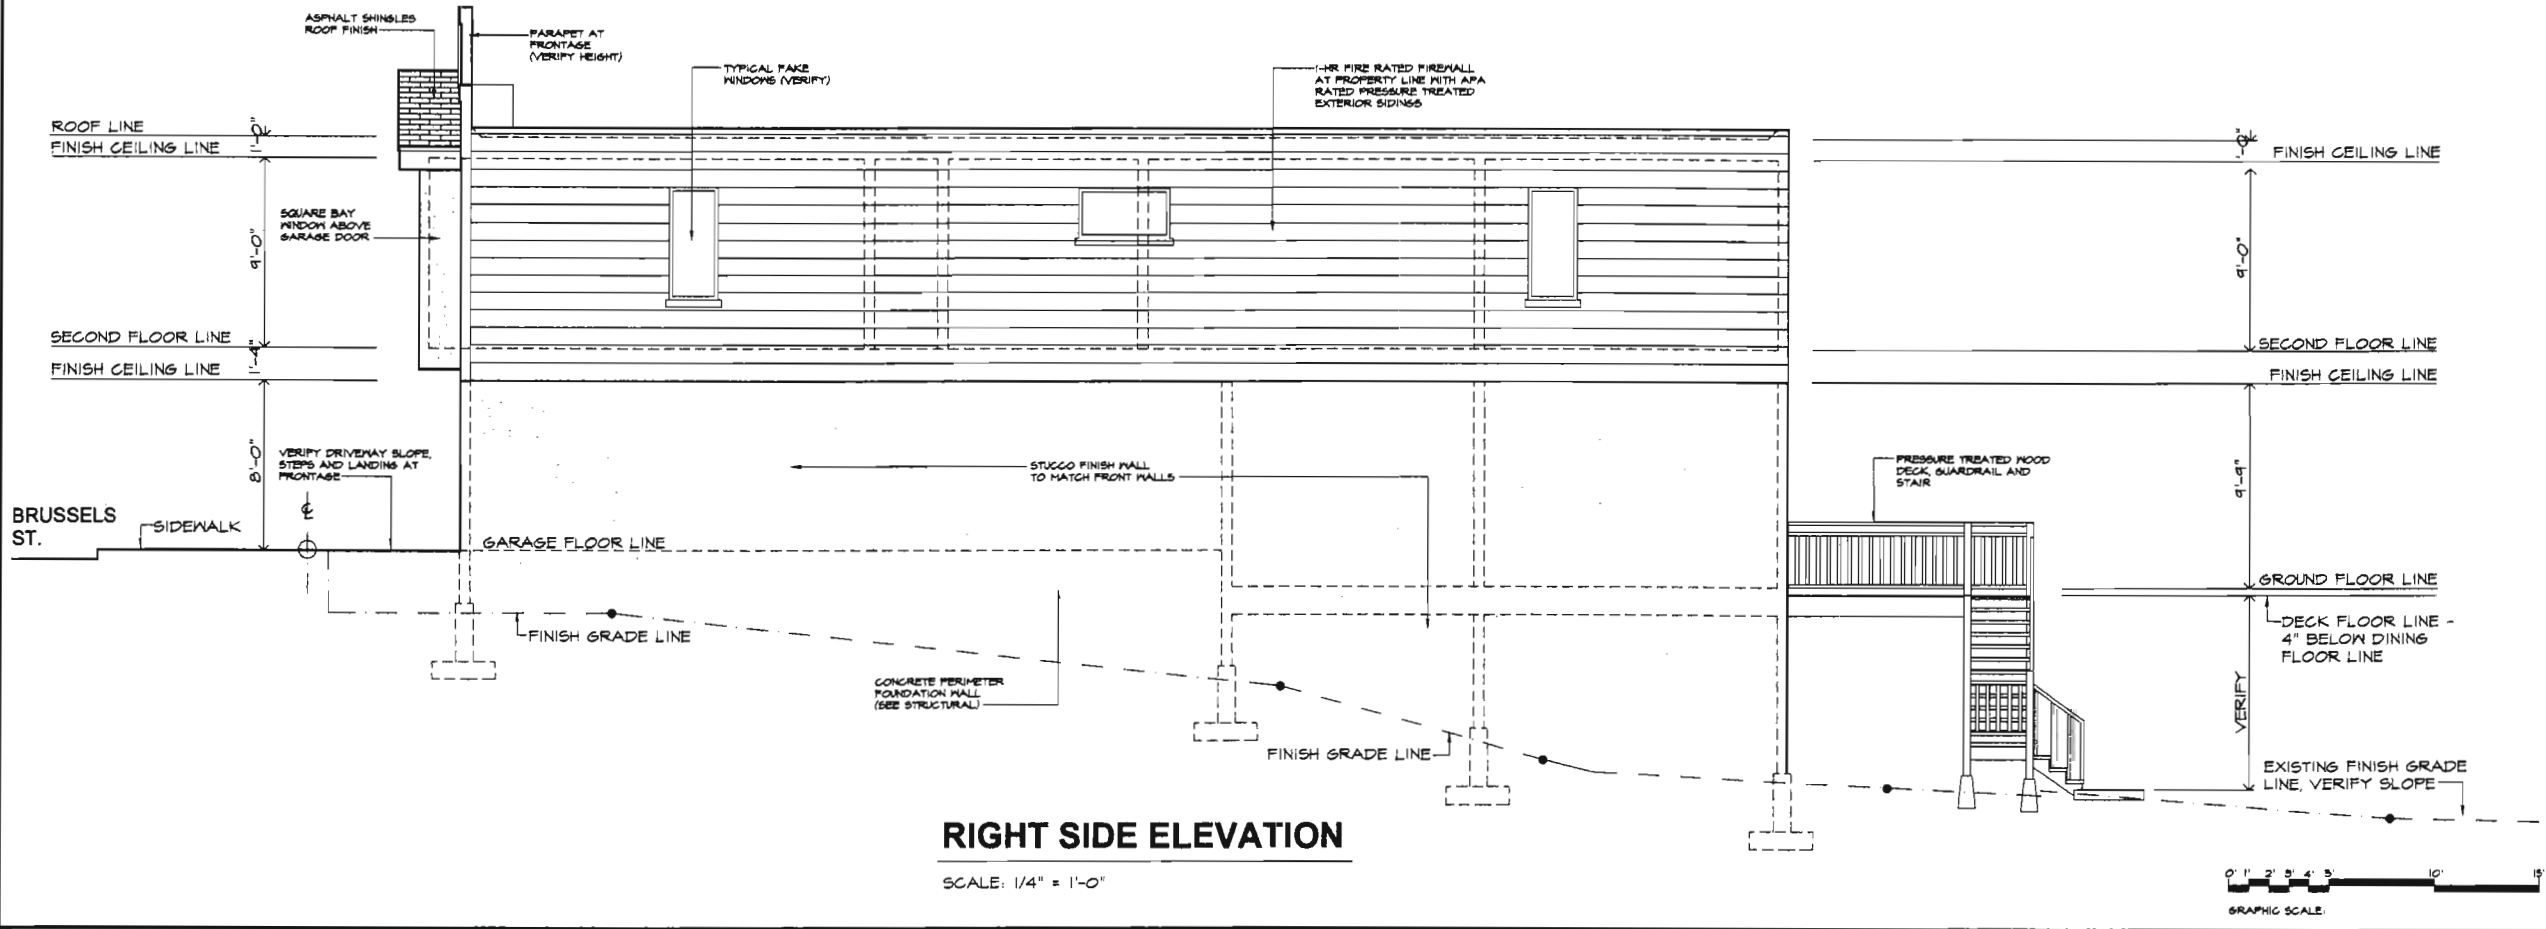 ASPHALT SHINGLES
ROOF FINISH
PARAPET AT
FRONTAGE
(VERIFY HEIGHT)
TYPICAL FAKE
WINDOWS (VERIFY)
1-HR FIRE RATED FIREWALL
AT PROPERTY LINE WITH APA
RATED PRESSURE TREATED
EXTERIOR SIDINGS
ROOF LINE
FINISH CEILING LINE
1'-0"
SQUARE BAY
WINDOW ABOVE
GARAGE DOOR
9'-0"
SECOND FLOOR LINE
1'-4"
FINISH CEILING LINE
8'-0"
VERIFY DRIVEWAY SLOPE,
STEPS AND LANDING AT
FRONTAGE
BRUSSELS
ST.
SIDEWALK
GARAGE FLOOR LINE
STUCCO FINISH WALL
TO MATCH FRONT WALLS
FINISH GRADE LINE
CONCRETE PERIMETER
FOUNDATION WALL
(SEE STRUCTURAL)
FINISH GRADE LINE
1'-0"
FINISH CEILING LINE
9'-0"
SECOND FLOOR LINE
FINISH CEILING LINE
9'-9"
PRESSURE TREATED WOOD
DECK, GUARDRAIL AND
STAIR
GROUND FLOOR LINE
DECK FLOOR LINE -
4" BELOW DINING
FLOOR LINE
VERIFY
EXISTING FINISH GRADE
LINE, VERIFY SLOPE
RIGHT SIDE ELEVATION
SCALE: 1/4" = 1'-0"
0' 1' 2' 3' 4' 5' 10' 15'
GRAPHIC SCALE: